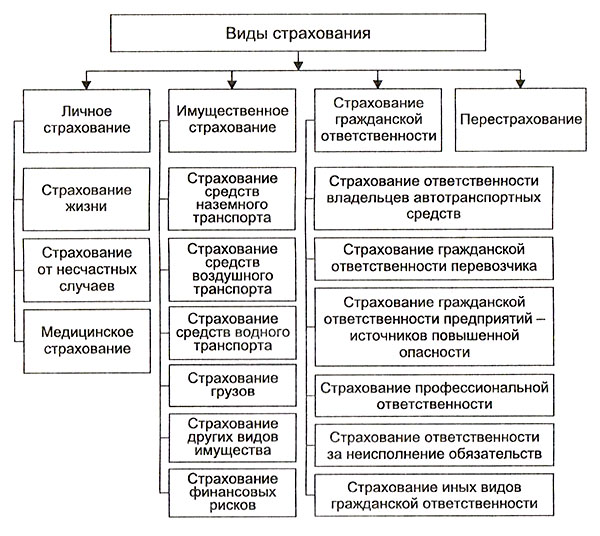 Виды страхования
Личное
страхование
Имущественное
страхование
Страхование
гражданской
ответственности
Перестрахование
Страхование
жизни
Страхование
от несчастных
случаев
Медицинское
страхование
Страхование
средств
наземного
транспорта
Страхование
средств
воздушного
транспорта
Страхование
средств водного
транспорта
Страхование
грузов
Страхование
других видов
имущества
Страхование
финансовых
рисков
Страхование ответственности
владельцев автотранспортных
средств
Страхование гражданской
ответственности перевозчика
Страхование гражданской
ответственности предприятий –
источников повышенной
опасности
Страхование профессиональной
ответственности
Страхование ответственности
за неисполнение обязательств
Страхование иных видов
гражданской ответственности